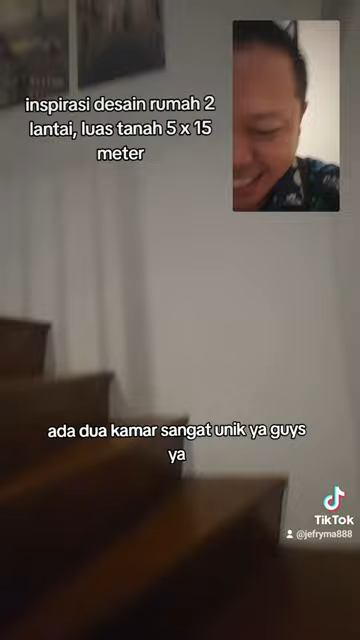 inspirasi desain rumah 2
lantai, luas tanah 5 x 15
meter
ada dua kamar sangat unik ya guys
ya
TikTok
@jefryma888